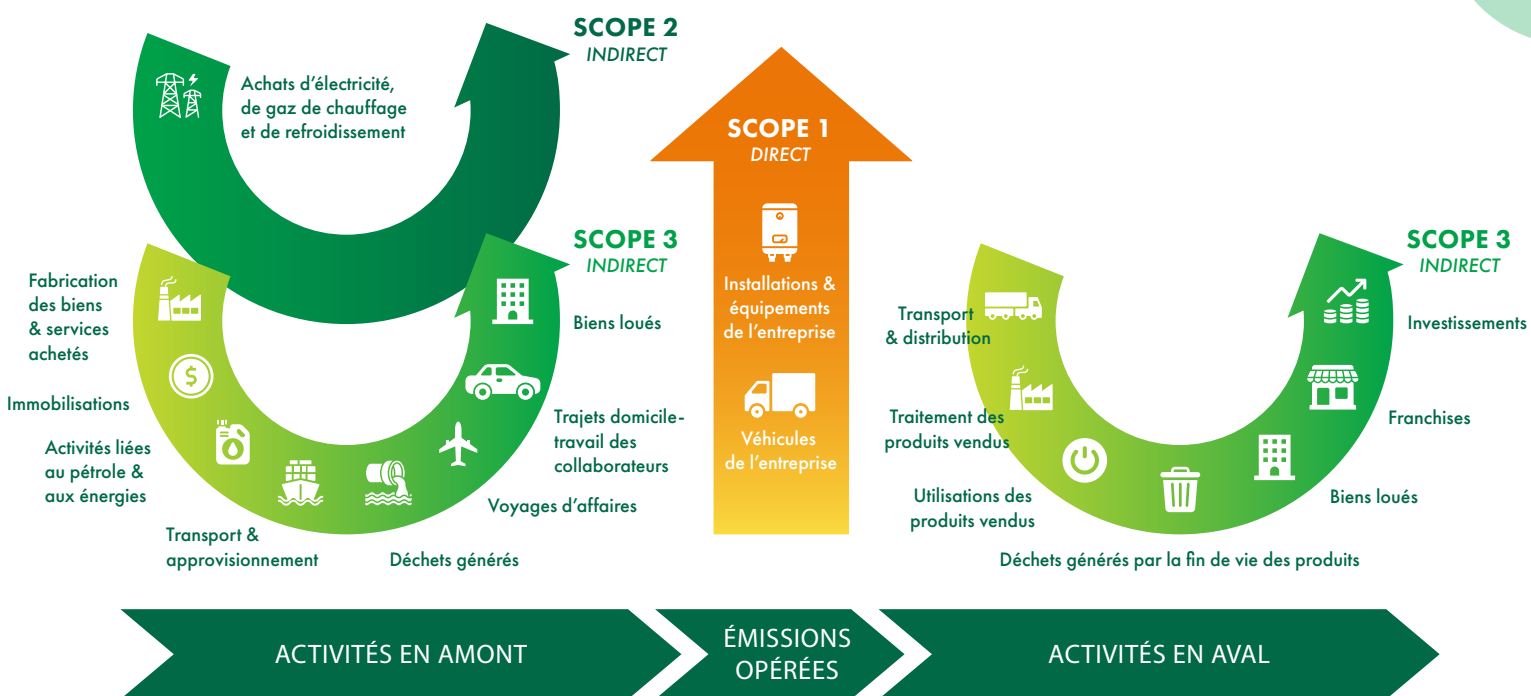 SCOPE 2
INDIRECT
Achats d’électricité,
de gaz de chauffage
et de refroidissement
SCOPE 3
INDIRECT
Fabrication
des biens
& services
achetés
Immobilisations
$
Activités liées
au pétrole &
aux énergies
Transport &
approvisionnement
Déchets générés
Voyages d’affaires
Trajets domicile-
travail des
collaborateurs
Biens loués
SCOPE 1
DIRECT
Installations &
équipements
de l’entreprise
Véhicules
de l’entreprise
SCOPE 3
INDIRECT
Transport
& distribution
Traitement des
produits vendus
Utilisations des
produits vendus
Déchets générés par la fin de vie des produits
Biens loués
Franchises
Investissements
ACTIVITÉS EN AMONT
ÉMISSIONS
OPÉRÉES
ACTIVITÉS EN AVAL